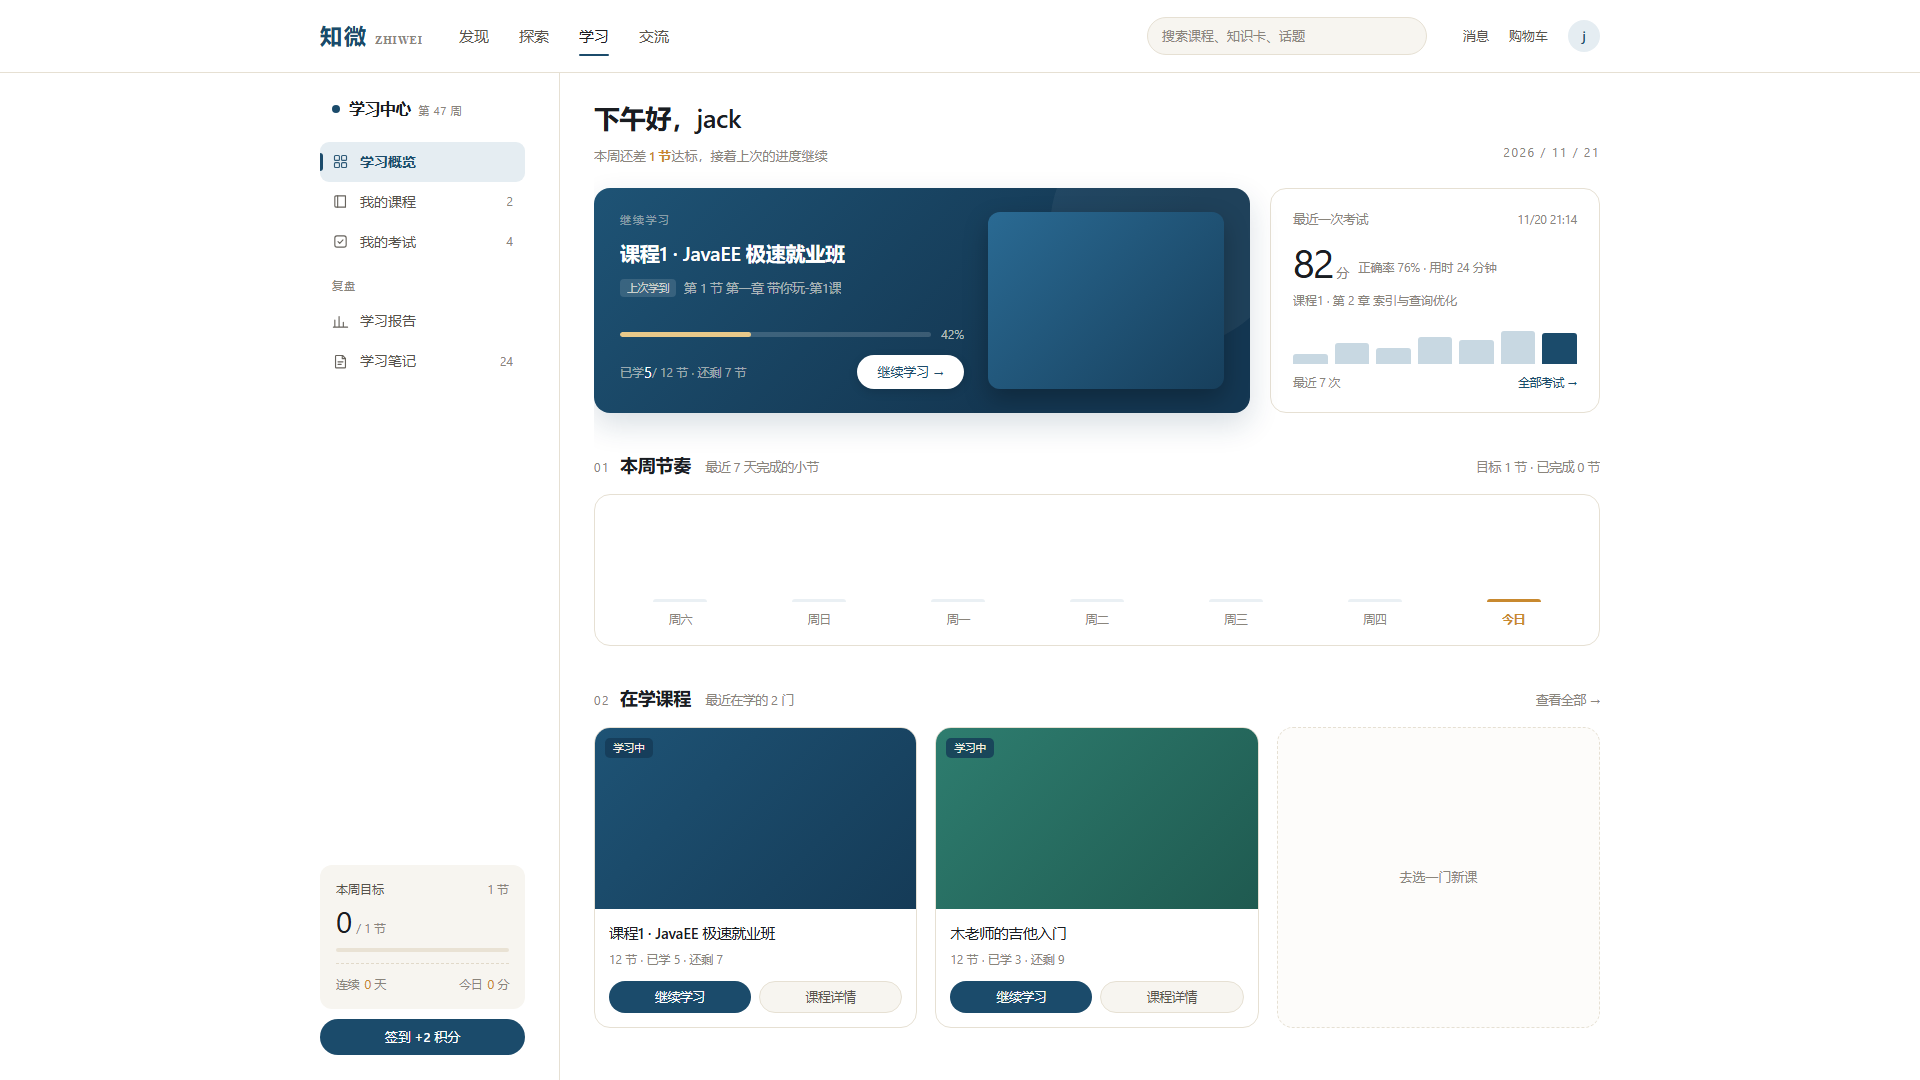 知微 ZHIWEI 发现 探索 学习 交流 搜索课程、知识卡、话题 消息 购物车 j
学习中心 第 47 周
学习概览
我的课程 2
我的考试 4
复盘
学习报告
学习笔记 24
本周目标 1 节
0 / 1 节
连续 0 天 今日 0 分
签到 +2 积分
下午好，jack
本周还差 1 节达标，接着上次的进度继续
2026 / 11 / 21
继续学习
课程1 · JavaEE 极速就业班
上次学到 第 1 节 第一章 带你玩-第1课
42%
已学5/ 12 节 · 还剩 7 节 继续学习 →
最近一次考试 11/20 21:14
82分 正确率 76% · 用时 24 分钟
课程1 · 第 2 章 索引与查询优化
最近 7 次 全部考试 →
01 本周节奏 最近 7 天完成的小节 目标 1 节 · 已完成 0 节
周六 周日 周一 周二 周三 周四 今日
02 在学课程 最近在学的 2 门 查看全部 →
学习中
课程1 · JavaEE 极速就业班
12 节 · 已学 5 · 还剩 7
继续学习 课程详情
学习中
木老师的吉他入门
12 节 · 已学 3 · 还剩 9
继续学习 课程详情
去选一门新课